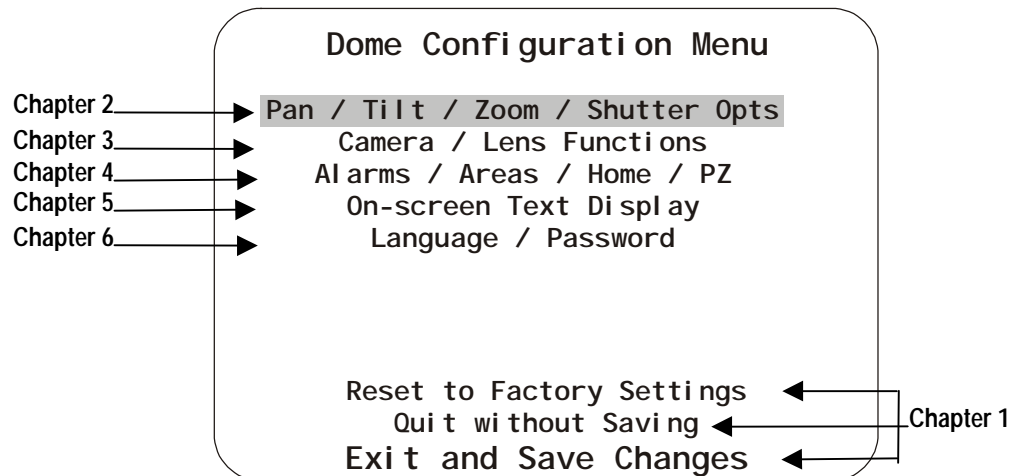 Dome Configuration Menu
Chapter 2 Pan / Tilt / Zoom / Shutter Opts
Chapter 3 Camera / Lens Functions
Chapter 4 Alarms / Areas / Home / PZ
Chapter 5 On-screen Text Display
Chapter 6 Language / Password
Reset to Factory Settings
Quit without Saving Chapter 1
Exit and Save Changes